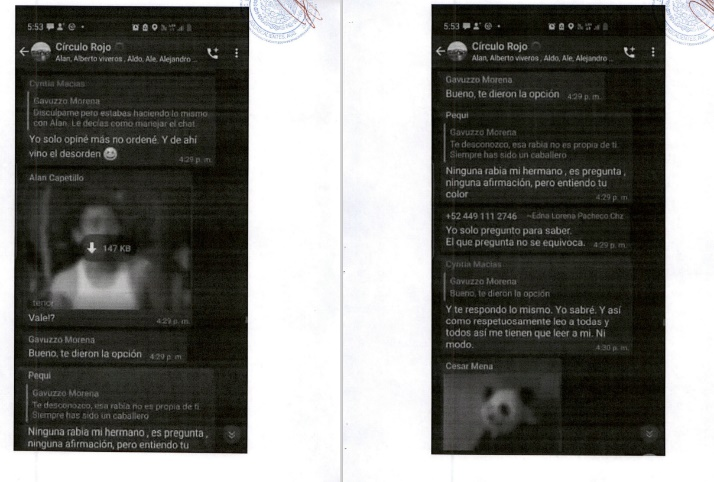 5:53
Círculo Rojo
Alan, Alberto viveros, Aldo, Ale, Alejandro ...
Cyntia Macias
Gavuzzo Morena
Disculpame pero estabas haciendo lo mismo
con Alan. Le decías como manejar el chat.
Yo solo opiné más no ordené. Y de ahí
vino el desorden
4:29 p. m.
Alan Capetillo
147 KB
tenor
Vale!?
4:29 p. m.
Gavuzzo Morena
Bueno, te dieron la opción 4:29 p. m.
Pequi
Gavuzzo Morena
Te desconozco, esa rabia no es propia de ti.
Siempre has sido un caballero
Ninguna rabia mi hermano , es pregunta ,
ninguna afirmación, pero entiendo tu
5:53
Círculo Rojo
Alan, Alberto viveros, Aldo, Ale, Alejandro ...
Gavuzzo Morena
Bueno, te dieron la opción 4:29 p. m.
Pequi
Gavuzzo Morena
Te desconozco, esa rabia no es propia de ti.
Siempre has sido un caballero
Ninguna rabia mi hermano , es pregunta ,
ninguna afirmación, pero entiendo tu
color
4:29 p. m.
+52 449 111 2746 ~Edna Lorena Pacheco Chz
Yo solo pregunto para saber.
El que pregunta no se equivoca. 4:29 p. m.
Cyntia Macias
Gavuzzo Morena
Bueno, te dieron la opción
Y te respondo lo mismo. Yo sabré. Y así
como respetuosamente leo a todas y
todos así me tienen que leer a mi. Ni
modo.
4:30 p. m.
Cesar Mena